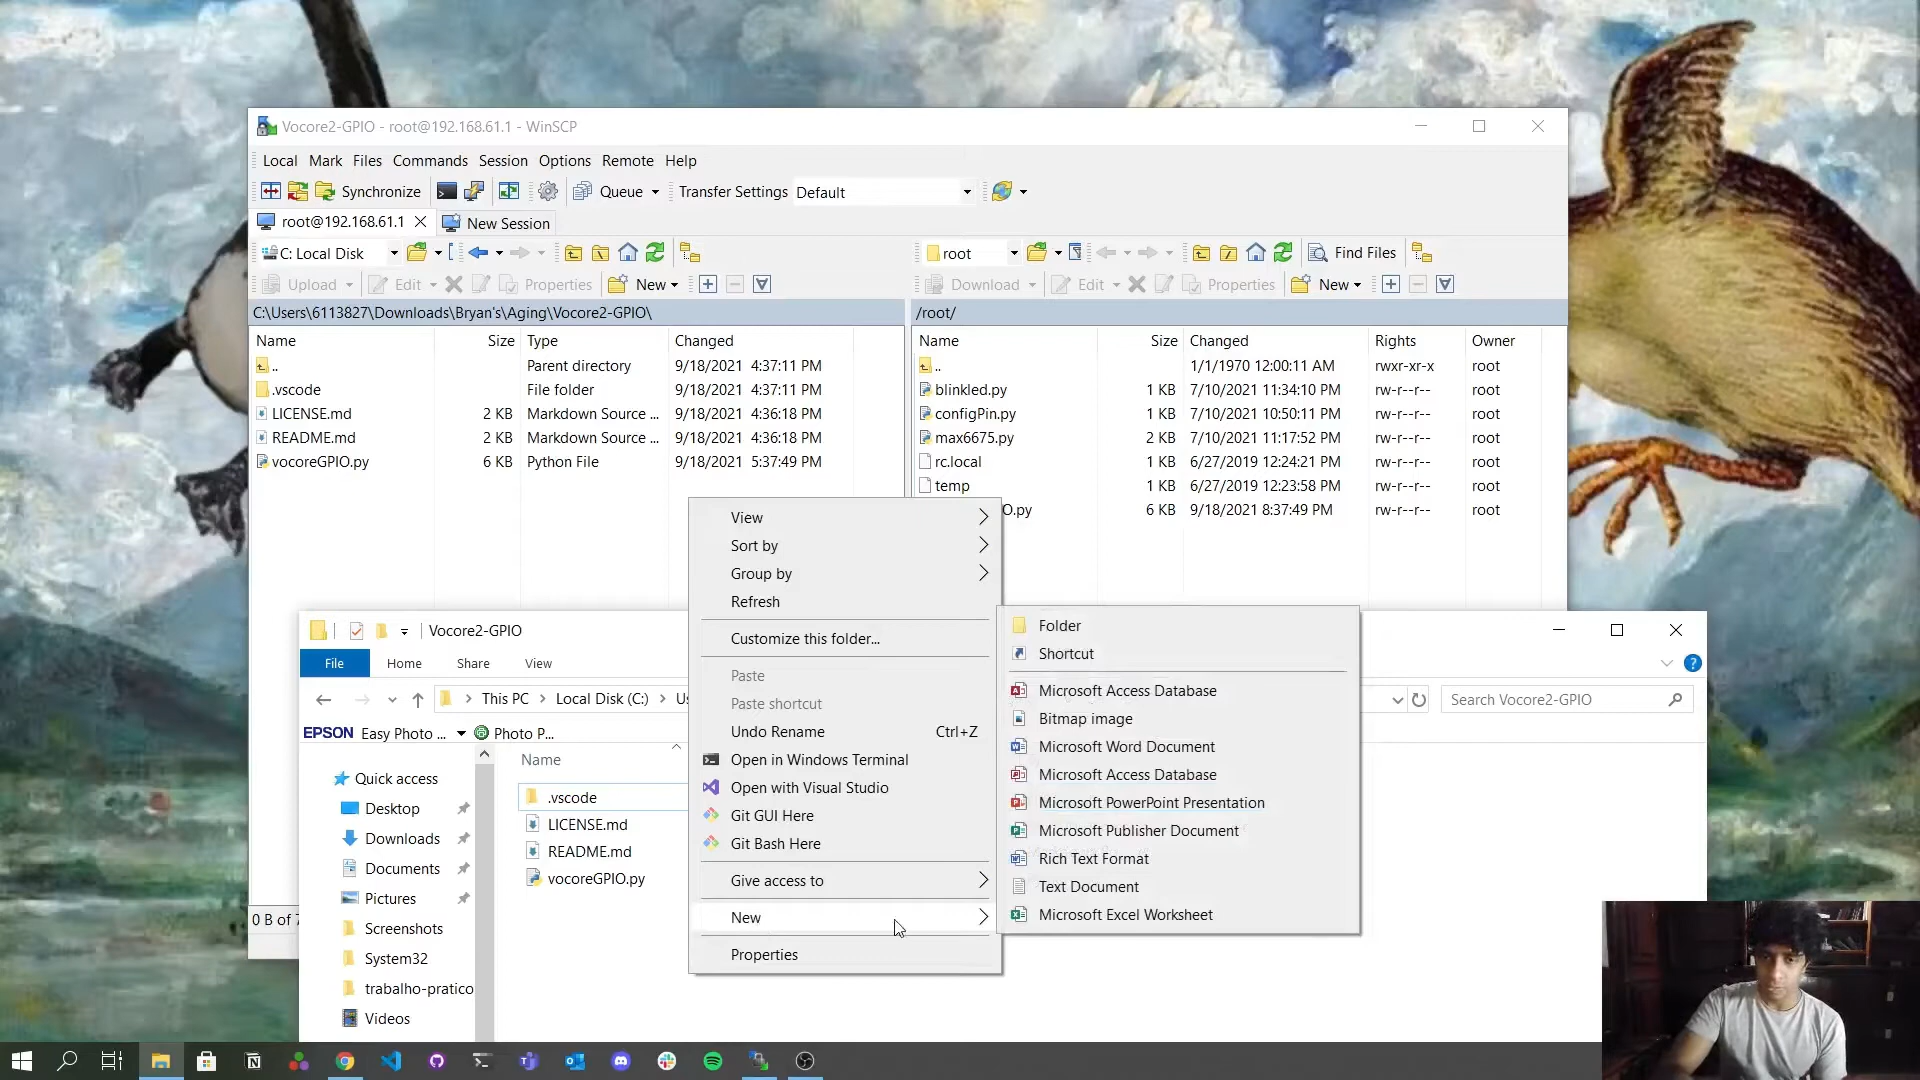 Vocore2-GPIO - root@192.168.61.1 - WinSCP
Local Mark Files Commands Session Options Remote Help
Synchronize Queue Transfer Settings Default
root@192.168.61.1 New Session
C: Local Disk
root Find Files
Upload Edit Properties New
Download Edit Properties New
C:\Users\6113827\Downloads\Bryan's\Aging\Vocore2-GPIO\
/root/
Name Size Type Changed
.. Parent directory 9/18/2021 4:37:11 PM
.vscode File folder 9/18/2021 4:37:11 PM
LICENSE.md 2 KB Markdown Source ... 9/18/2021 4:36:18 PM
README.md 2 KB Markdown Source ... 9/18/2021 4:36:18 PM
vocoreGPIO.py 6 KB Python File 9/18/2021 5:37:49 PM
Name Size Changed Rights Owner
.. 1/1/1970 12:00:11 AM rwxr-xr-x root
blinkled.py 1 KB 7/10/2021 11:34:10 PM rw-r--r-- root
configPin.py 1 KB 7/10/2021 10:50:11 PM rw-r--r-- root
max6675.py 2 KB 7/10/2021 11:17:52 PM rw-r--r-- root
rc.local 1 KB 6/27/2019 12:24:21 PM rw-r--r-- root
temp 1 KB 6/27/2019 12:23:58 PM rw-r--r-- root
O.py 6 KB 9/18/2021 8:37:49 PM rw-r--r-- root
0 B of 7
View
Sort by
Group by
Refresh
Customize this folder...
Paste
Paste shortcut
Undo Rename Ctrl+Z
Open in Windows Terminal
Open with Visual Studio
Git GUI Here
Git Bash Here
Give access to
New
Properties
Folder
Shortcut
Microsoft Access Database
Bitmap image
Microsoft Word Document
Microsoft Access Database
Microsoft PowerPoint Presentation
Microsoft Publisher Document
Rich Text Format
Text Document
Microsoft Excel Worksheet
Vocore2-GPIO
File Home Share View
This PC Local Disk (C:) Us
Search Vocore2-GPIO
EPSON Easy Photo ... Photo P...
Quick access
Desktop
Downloads
Documents
Pictures
Screenshots
System32
trabalho-pratico
Videos
Name
.vscode
LICENSE.md
README.md
vocoreGPIO.py